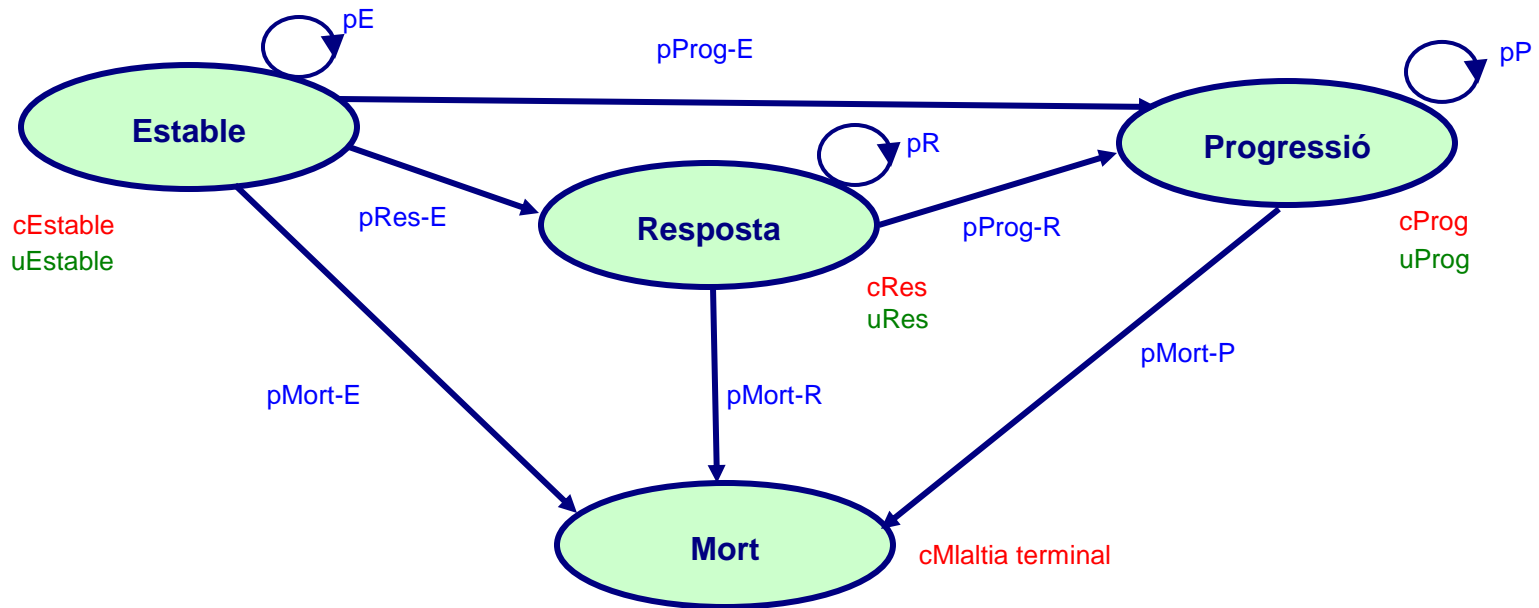 pE
pProg-E
pP
Estable
pR
Progressió
pRes-E
Resposta
pProg-R
cEstable
uEstable
cProg
uProg
cRes
uRes
pMort-E
pMort-R
pMort-P
Mort
cMlaltia terminal